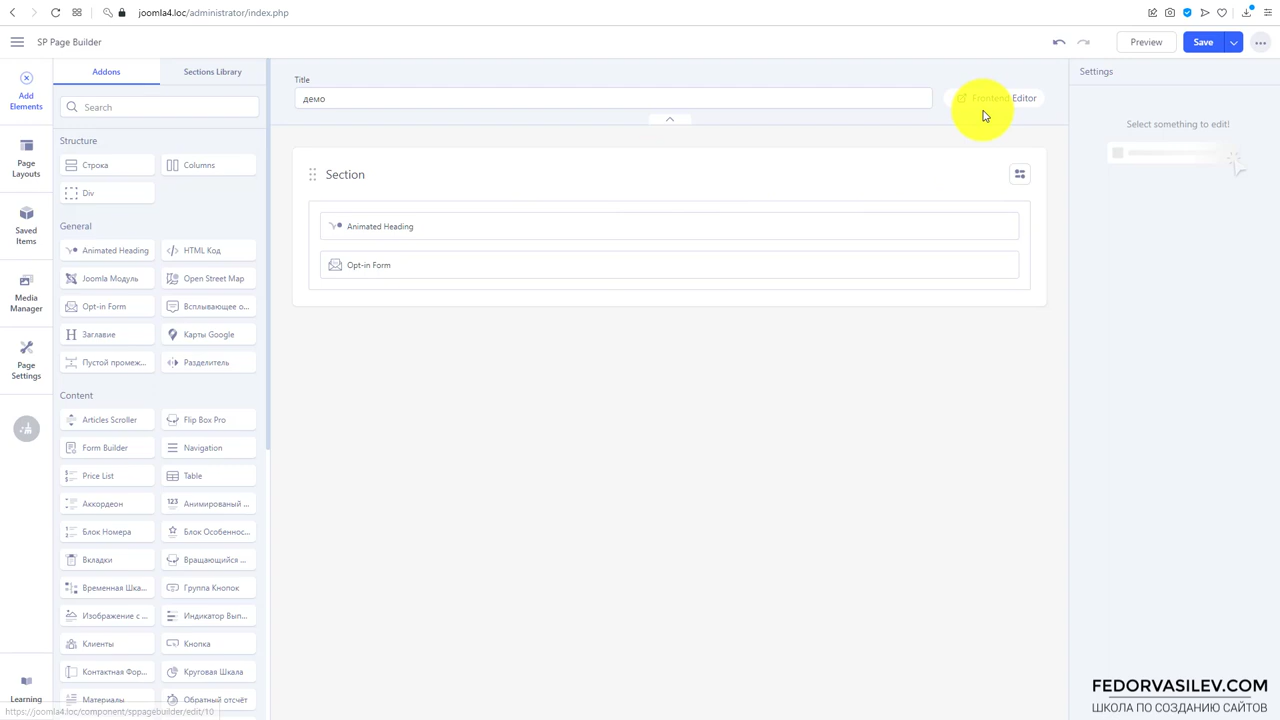 joomla4.loc/administrator/index.php
SP Page Builder
Preview
Save
Add
Elements
Page
Layouts
Saved
Items
Media
Manager
Page
Settings
Learning
Addons
Sections Library
Search
Structure
Строка
Columns
Div
General
Animated Heading
HTML Код
Joomla Модуль
Open Street Map
Opt-in Form
Всплывающее о...
Заглавие
Карты Google
Пустой промеж...
Разделитель
Content
Articles Scroller
Flip Box Pro
Form Builder
Navigation
Price List
Table
Аккордеон
Анимированый ...
Блок Номера
Блок Особеннос...
Вкладки
Вращающийся ...
Временная Шка...
Группа Кнопок
Изображение с ...
Индикатор Вып...
Клиенты
Кнопка
Контактная Фор...
Круговая Шкала
Материалы
Обратный отсчёт
https://joomla4.loc/component/sppagebuilder/edit/10
Title
демо
Frontend Editor
Section
Animated Heading
Opt-in Form
Settings
Select something to edit!
FEDORVASILEV.COM
ШКОЛА ПО СОЗДАНИЮ САЙТОВ